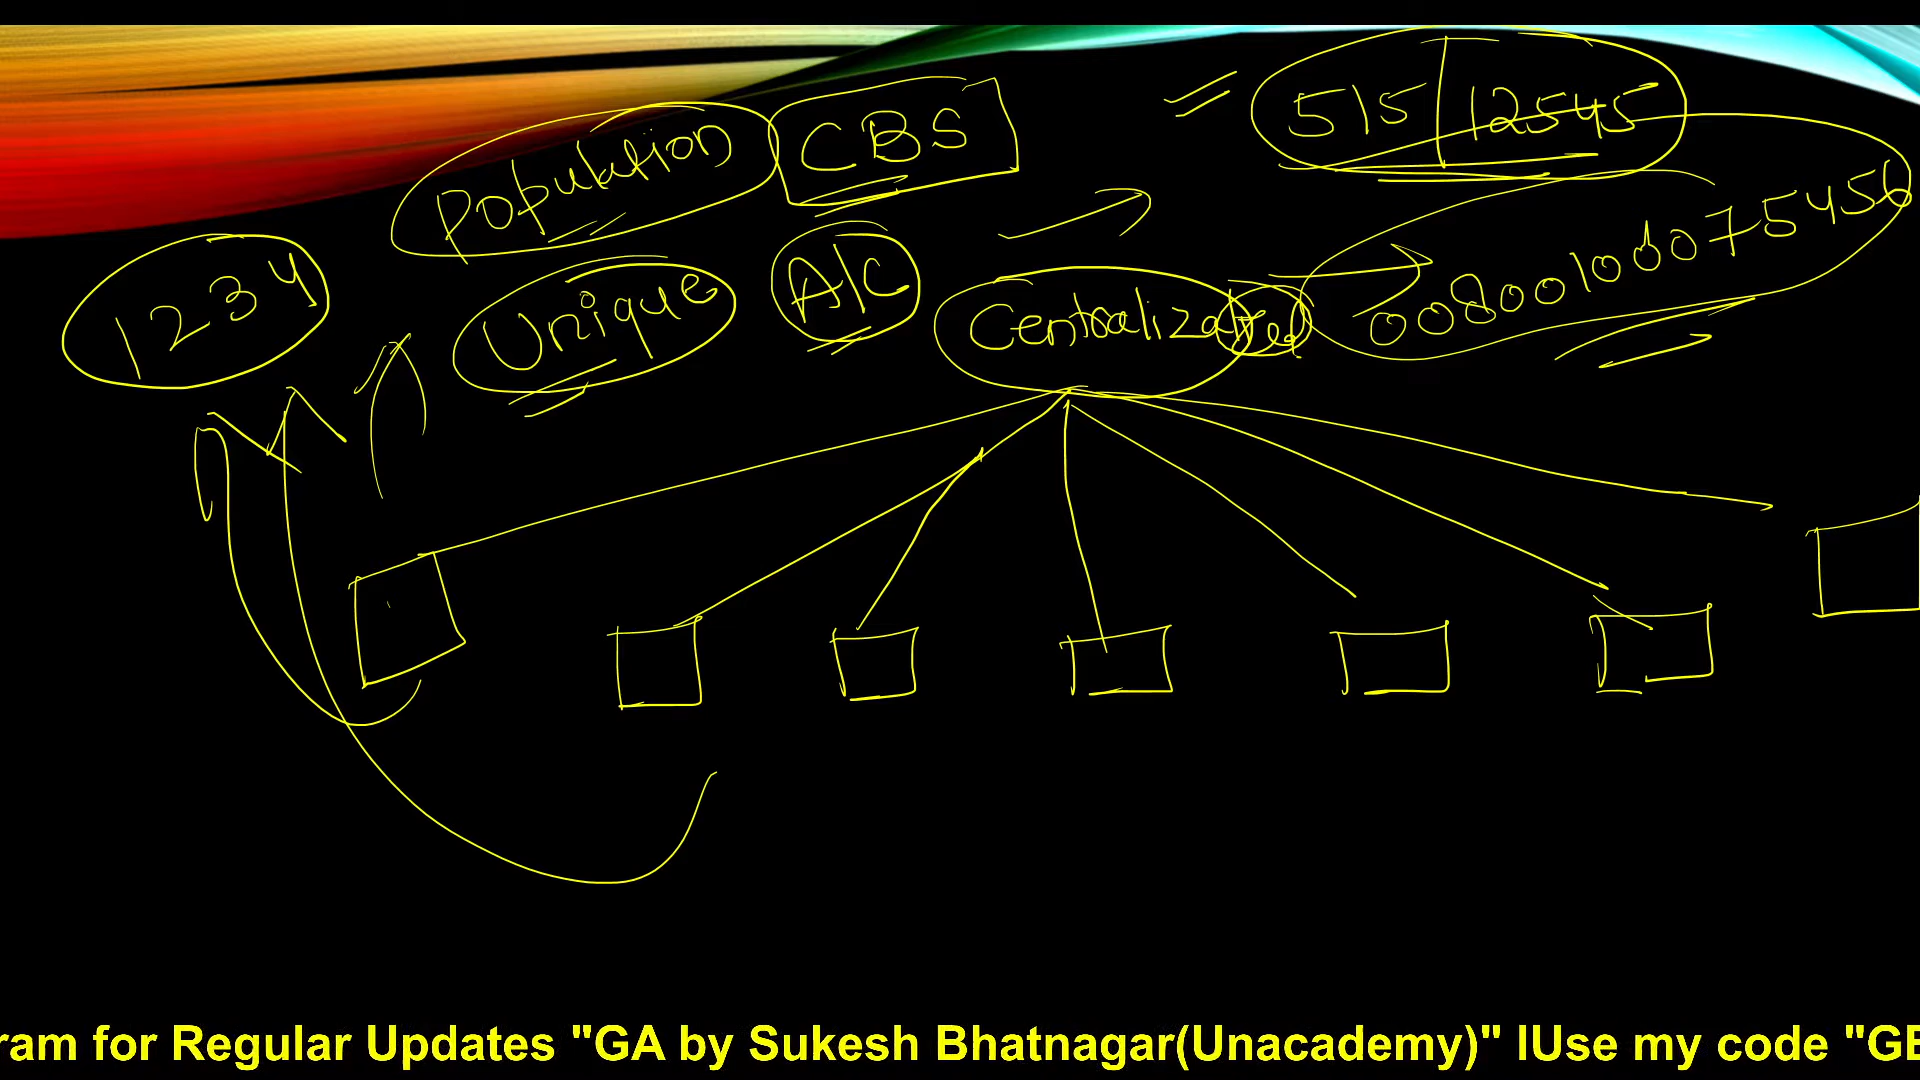 Population CBS = 515 12545
1234 Unique A/C Centralized 008001000075456
ram for Regular Updates "GA by Sukesh Bhatnagar(Unacademy)" IUse my code "GE